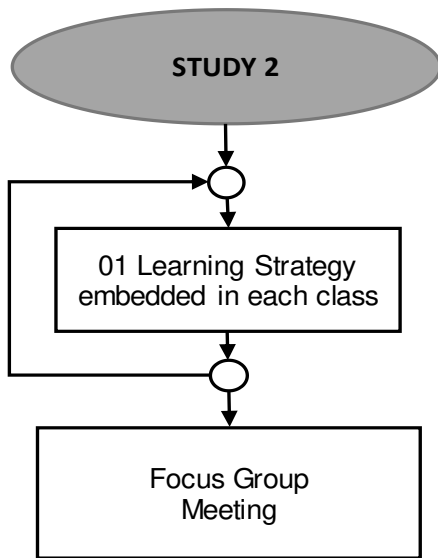 STUDY 2
01 Learning Strategy
embedded in each class
Focus Group
Meeting